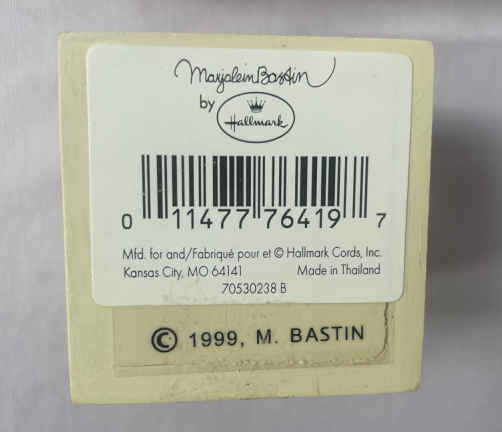 Marjolein Bastin
by Hallmark
0 11477 76419 7
Mfd. for and/Fabriqué pour et © Hallmark Cards, Inc.
Kansas City, MO 64141 Made in Thailand
70530238 B
© 1999, M. BASTIN